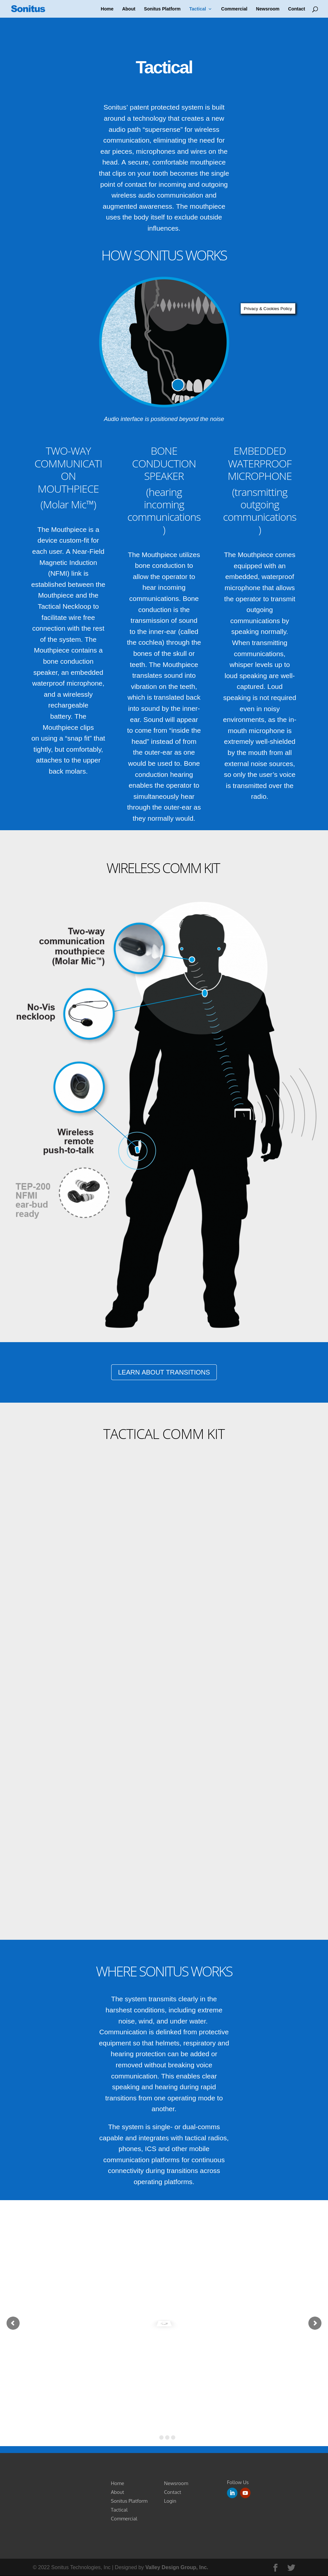 Sonitus
Home About Sonitus Platform Tactical Commercial Newsroom Contact
Tactical
Sonitus' patent protected system is built
around a technology that creates a new
audio path “supersense” for wireless
communication, eliminating the need for
ear pieces, microphones and wires on the
head. A secure, comfortable mouthpiece
that clips on your tooth becomes the single
point of contact for incoming and outgoing
wireless audio communication and
augmented awareness. The mouthpiece
uses the body itself to exclude outside
influences.
HOW SONITUS WORKS
Privacy & Cookies Policy
Audio interface is positioned beyond the noise
TWO-WAY
COMMUNICATI
ON
MOUTHPIECE
(Molar Mic™)
The Mouthpiece is a
device custom-fit for
each user. A Near-Field
Magnetic Induction
(NFMI) link is
established between the
Mouthpiece and the
Tactical Neckloop to
facilitate wire free
connection with the rest
of the system. The
Mouthpiece contains a
bone conduction
speaker, an embedded
waterproof microphone,
and a wirelessly
rechargeable
battery. The
Mouthpiece clips
on using a “snap fit” that
tightly, but comfortably,
attaches to the upper
back molars.
BONE
CONDUCTION
SPEAKER
(hearing
incoming
communications
)
The Mouthpiece utilizes
bone conduction to
allow the operator to
hear incoming
communications. Bone
conduction is the
transmission of sound
to the inner-ear (called
the cochlea) through the
bones of the skull or
teeth. The Mouthpiece
translates sound into
vibration on the teeth,
which is translated back
into sound by the inner-
ear. Sound will appear
to come from “inside the
head” instead of from
the outer-ear as one
would be used to. Bone
conduction hearing
enables the operator to
simultaneously hear
through the outer-ear as
they normally would.
EMBEDDED
WATERPROOF
MICROPHONE
(transmitting
outgoing
communications
)
The Mouthpiece comes
equipped with an
embedded, waterproof
microphone that allows
the operator to transmit
outgoing
communications by
speaking normally.
When transmitting
communications,
whisper levels up to
loud speaking are well-
captured. Loud
speaking is not required
even in noisy
environments, as the in-
mouth microphone is
extremely well-shielded
by the mouth from all
external noise sources,
so only the user's voice
is transmitted over the
radio.
WIRELESS COMM KIT
Two-way
communication
mouthpiece
(Molar Mic™)
No-Vis
neckloop
Wireless
remote
push-to-talk
TEP-200
NFMI
ear-bud
ready
LEARN ABOUT TRANSITIONS
TACTICAL COMM KIT
WHERE SONITUS WORKS
The system transmits clearly in the
harshest conditions, including extreme
noise, wind, and under water.
Communication is delinked from protective
equipment so that helmets, respiratory and
hearing protection can be added or
removed without breaking voice
communication. This enables clear
speaking and hearing during rapid
transitions from one operating mode to
another.
The system is single- or dual-comms
capable and integrates with tactical radios,
phones, ICS and other mobile
communication platforms for continuous
connectivity during transitions across
operating platforms.
Home
About
Sonitus Platform
Tactical
Commercial
Newsroom
Contact
Login
Follow Us
© 2022 Sonitus Technologies, Inc | Designed by Valley Design Group, Inc.